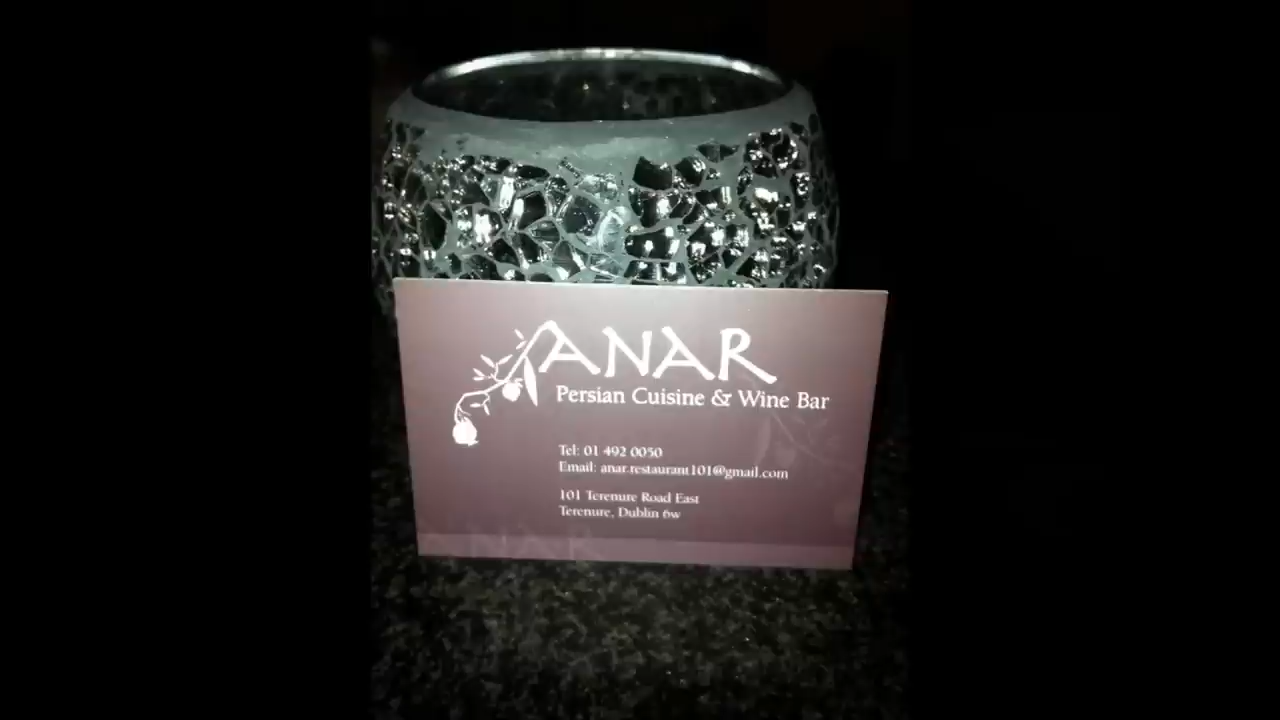 ANAR
Persian Cuisine & Wine Bar
Tel: 01 492 0050
Email: anar.restaurant101@gmail.com
101 Terenure Road East
Terenure, Dublin 6w